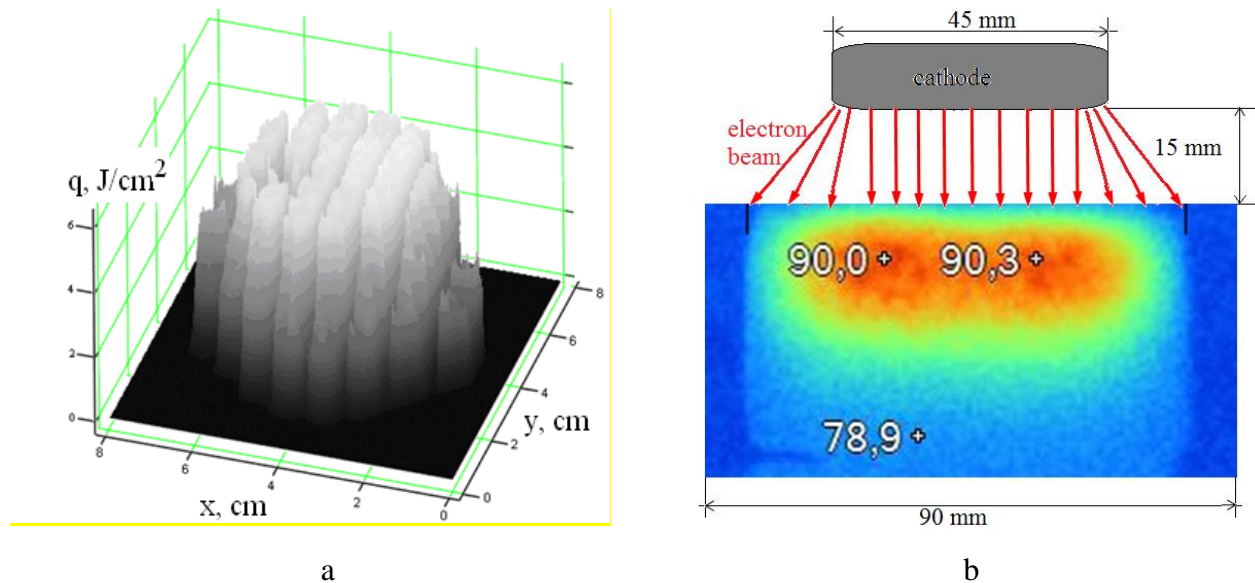 q, J/cm²
6
4
2
0
8
6
4
2
0
x, cm
0
2
4
6
8
y, cm
a
45 mm
cathode
electron
beam
15 mm
90,0 +
90,3 +
78,9 +
90 mm
b